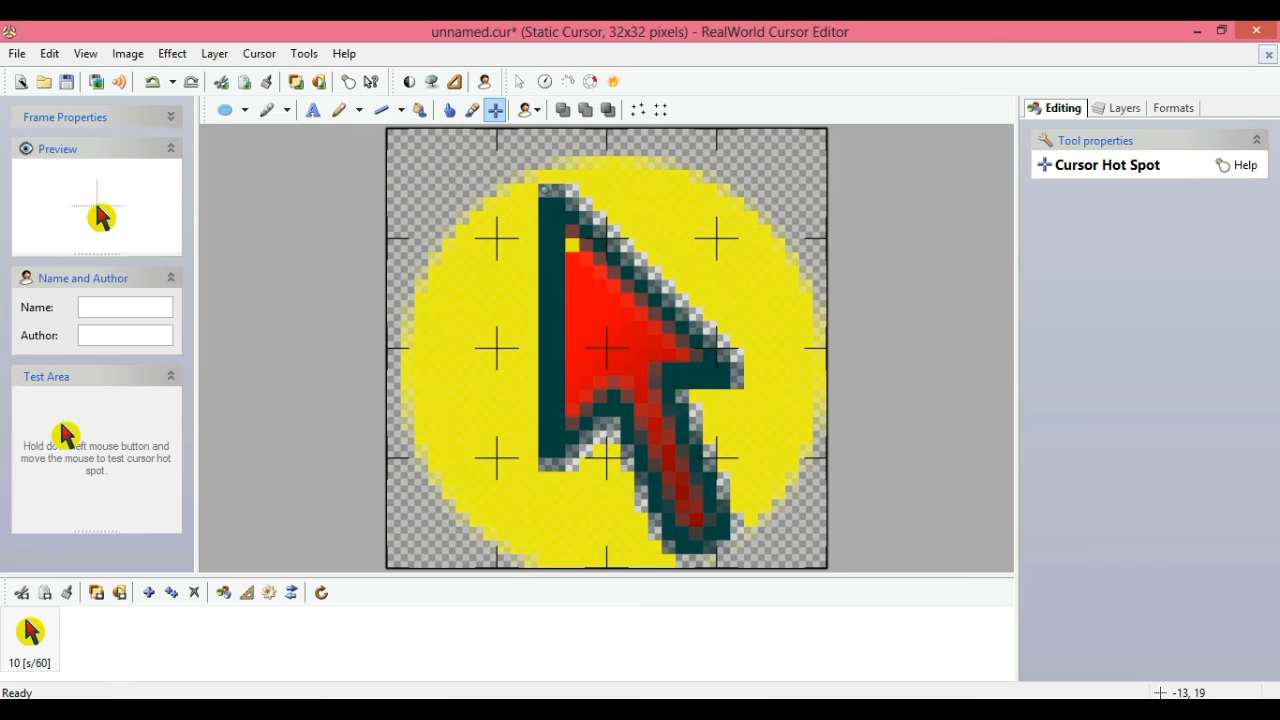 unnamed.cur* (Static Cursor, 32x32 pixels) - RealWorld Cursor Editor
File Edit View Image Effect Layer Cursor Tools Help
Frame Properties
Preview
Name and Author
Name:
Author:
Test Area
Hold do left mouse button and
move the mouse to test cursor hot
spot.
Editing Layers Formats
Tool properties
Cursor Hot Spot Help
10 [s/60]
Ready
-13, 19